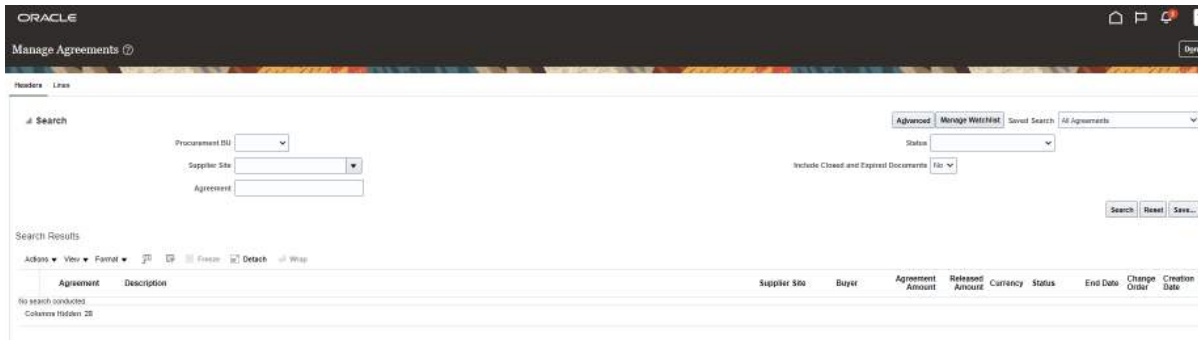 ORACLE
Manage Agreements
Headers Lines
Search
Advanced Manage Watchlist Saved Search All Agreements
Procurement BU
Status
Supplier Site
Include Closed and Expired Documents No
Agreement
Search Reset Save...
Search Results
Actions View Format Freeze Detach Wrap
Agreement Description Supplier Site Buyer Agreement Amount Released Amount Currency Status End Date Change Order Creation Date
No search conducted
Columns Hidden 28